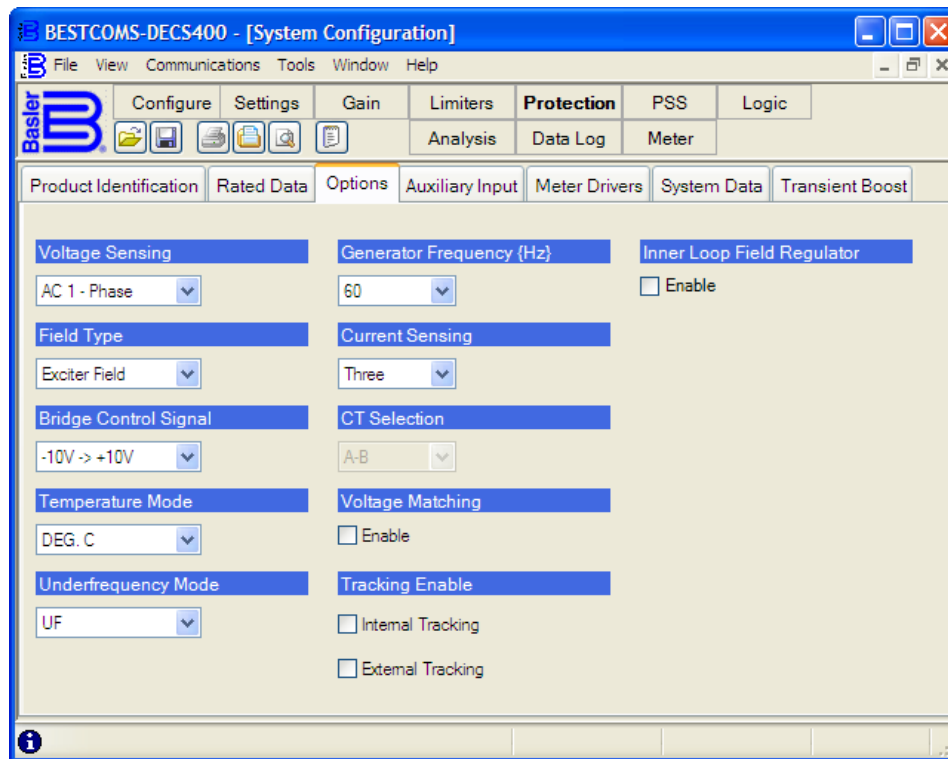 BESTCOMS-DECS400 - [System Configuration]
File View Communications Tools Window Help
Basler
Configure Settings Gain Limiters Protection PSS Logic
Analysis Data Log Meter
Product Identification Rated Data Options Auxiliary Input Meter Drivers System Data Transient Boost
Voltage Sensing Generator Frequency {Hz} Inner Loop Field Regulator
AC 1 - Phase 60 Enable
Field Type Current Sensing
Exciter Field Three
Bridge Control Signal CT Selection
-10V -> +10V A-B
Temperature Mode Voltage Matching
DEG. C Enable
Underfrequency Mode Tracking Enable
UF Internal Tracking
External Tracking